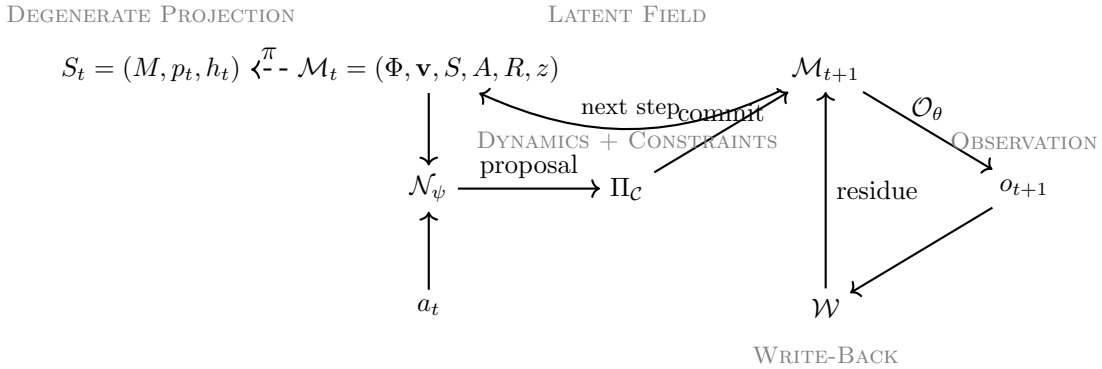 DEGENERATE PROJECTION
LATENT FIELD
S_t = (M, p_t, h_t)
π
𝓜_t = (Φ, v, S, A, R, z)
𝓜_{t+1}
next step
commit
𝒪_θ
DYNAMICS + CONSTRAINTS
OBSERVATION
proposal
𝒩_ψ
Π_𝒞
residue
o_{t+1}
a_t
𝒲
WRITE-BACK